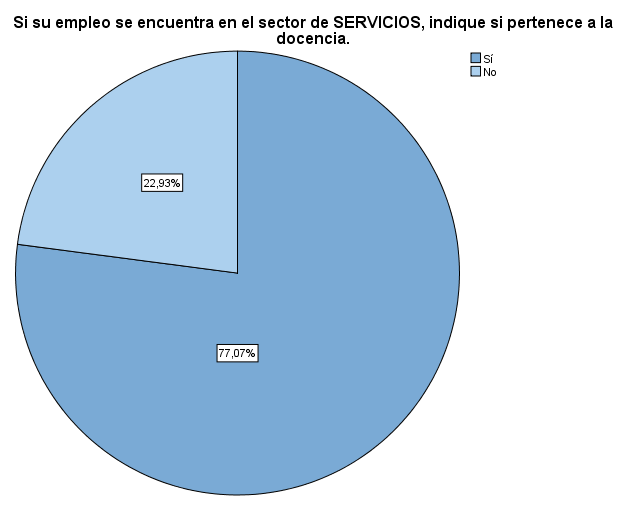 Si su empleo se encuentra en el sector de SERVICIOS, indique si pertenece a la
docencia.
Sí
No
22,93%
77,07%